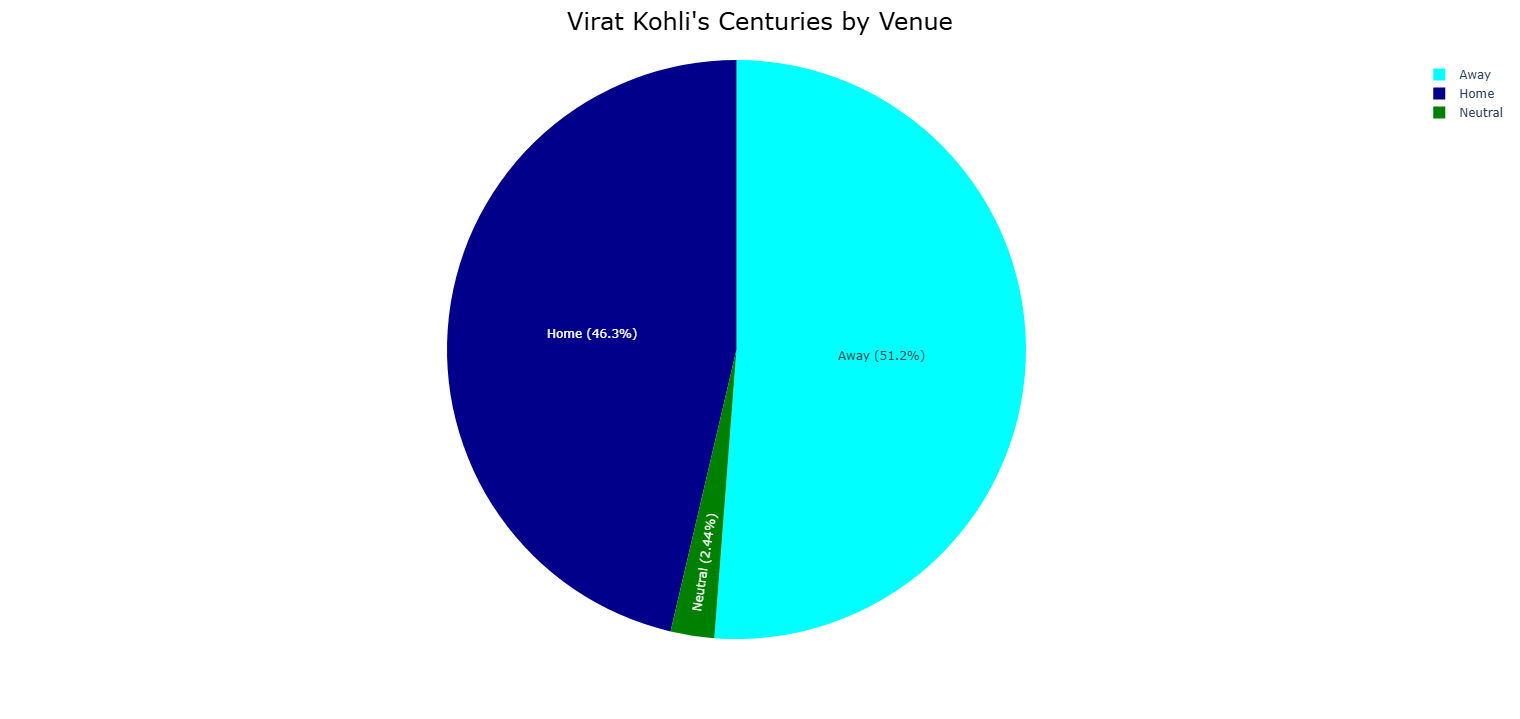 Virat Kohli's Centuries by Venue
Away
Home
Neutral
Home (46.3%)
Away (51.2%)
Neutral (2.44%)